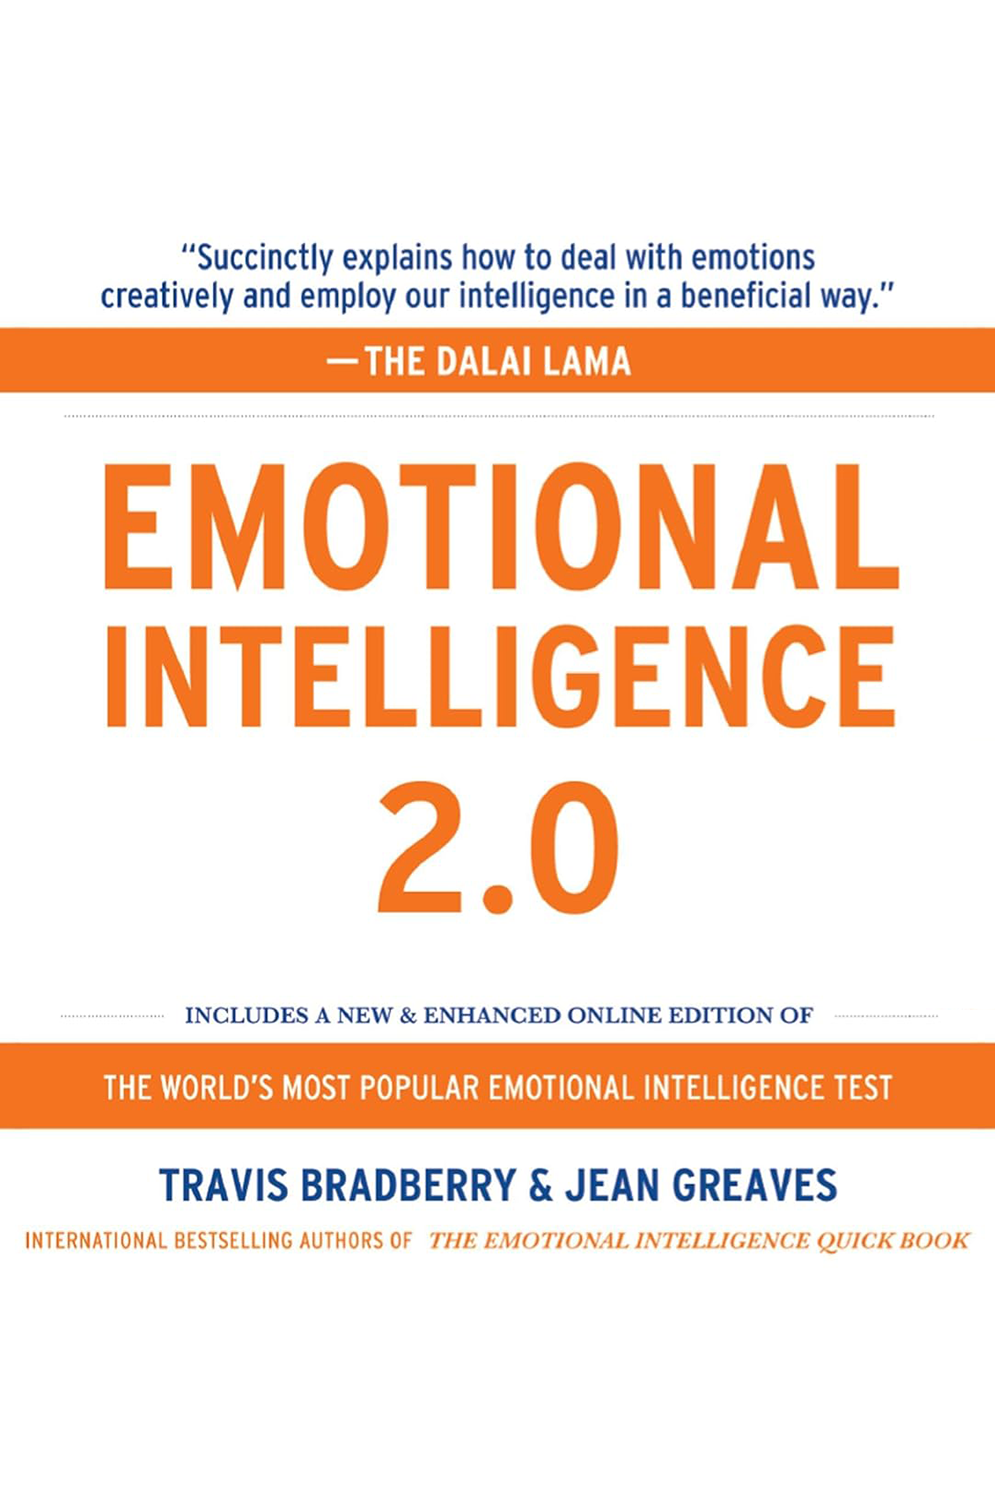 “Succinctly explains how to deal with emotions
creatively and employ our intelligence in a beneficial way.”
—THE DALAI LAMA
EMOTIONAL
INTELLIGENCE
2.0
INCLUDES A NEW & ENHANCED ONLINE EDITION OF
THE WORLD’S MOST POPULAR EMOTIONAL INTELLIGENCE TEST
TRAVIS BRADBERRY & JEAN GREAVES
INTERNATIONAL BESTSELLING AUTHORS OF THE EMOTIONAL INTELLIGENCE QUICK BOOK